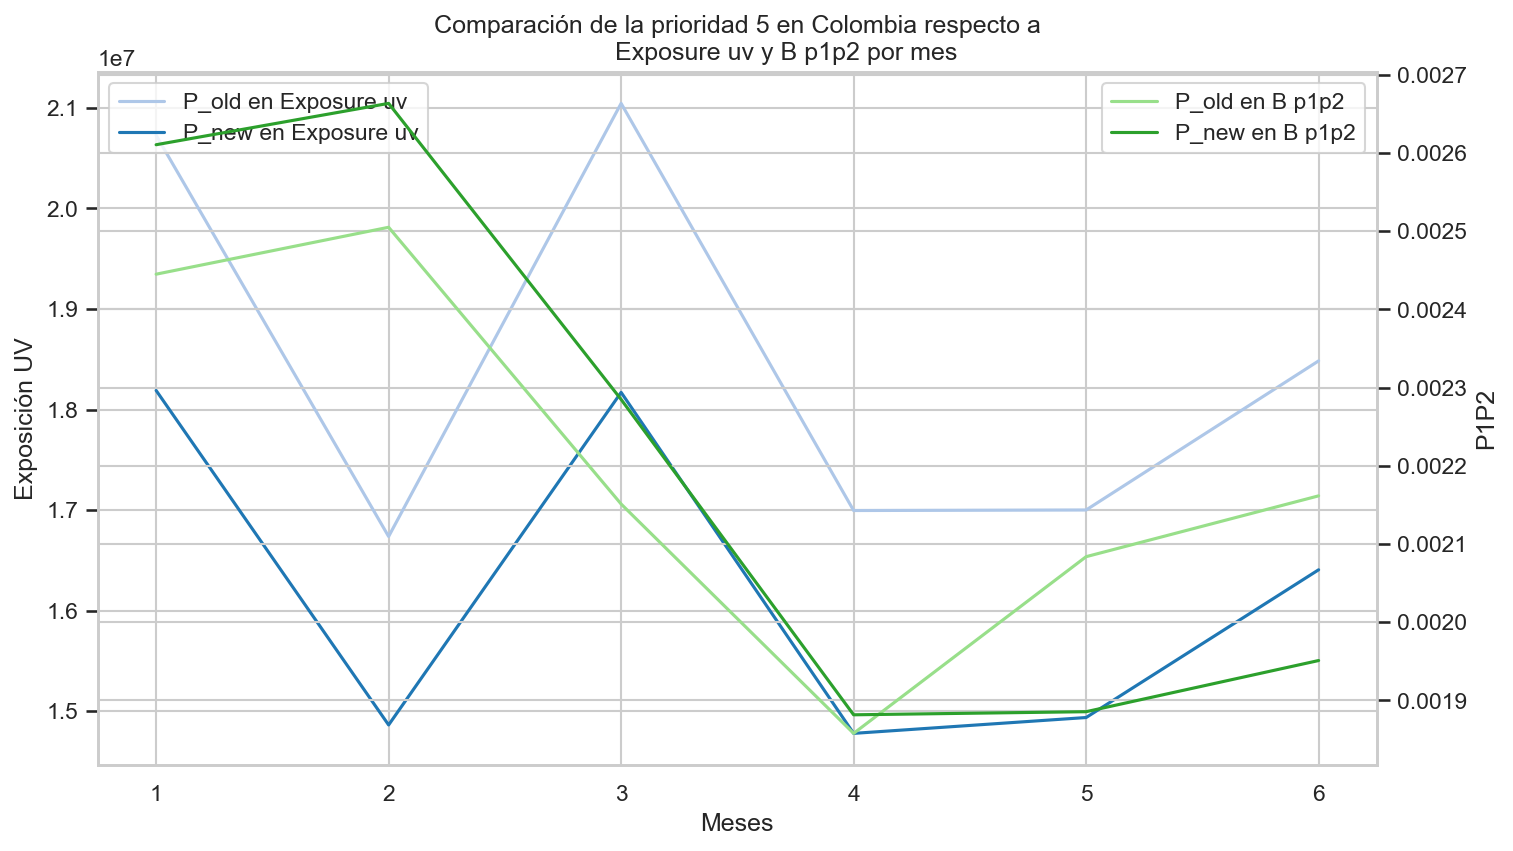 Comparación de la prioridad 5 en Colombia respecto a
Exposure uv y B p1p2 por mes
1e7
P_old en Exposure uv
P_new en Exposure uv
P_old en B p1p2
P_new en B p1p2
2.1
2.0
1.9
1.8
1.7
1.6
1.5
Exposición UV
0.0027
0.0026
0.0025
0.0024
0.0023
0.0022
0.0021
0.0020
0.0019
P1P2
1 2 3 4 5 6
Meses